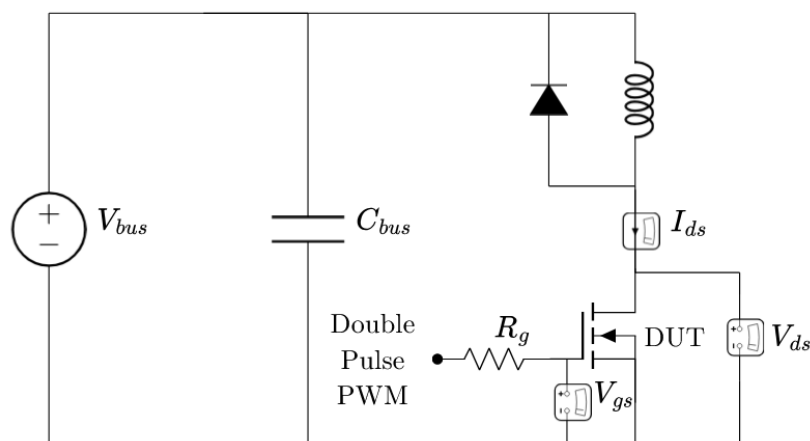 V_bus
C_bus
I_ds
Double
Pulse
PWM
R_g
DUT
V_ds
V_gs